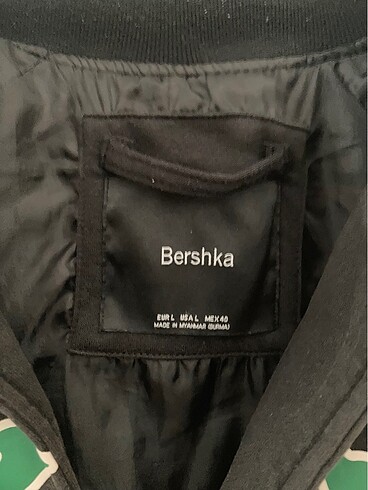 Bershka
EUR L USA L MEX 40
MADE IN MYANMAR (BURMA)